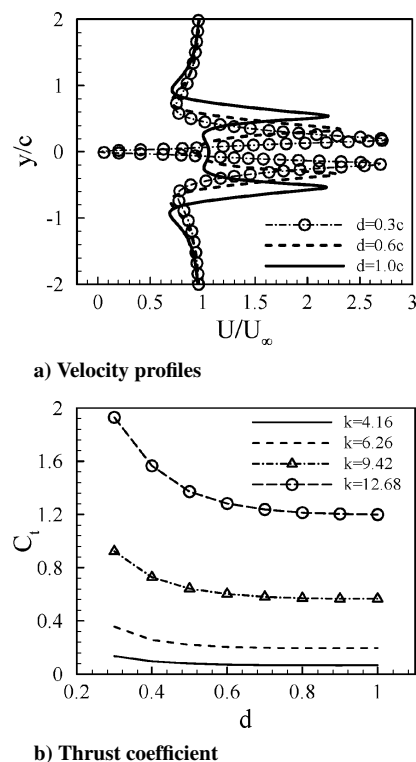 2
1
0
-1
-2
y/c
d=0.3c
d=0.6c
d=1.0c
0 0.5 1 1.5 2 2.5 3
U/U∞
a) Velocity profiles
2
1.6
1.2
0.8
0.4
0
Ct
k=4.16
k=6.26
k=9.42
k=12.68
0.2 0.4 0.6 0.8 1
d
b) Thrust coefficient